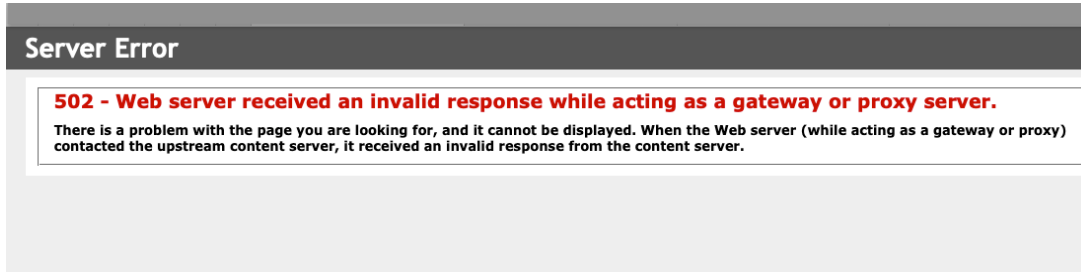 Server Error
502 - Web server received an invalid response while acting as a gateway or proxy server.
There is a problem with the page you are looking for, and it cannot be displayed. When the Web server (while acting as a gateway or proxy)
contacted the upstream content server, it received an invalid response from the content server.